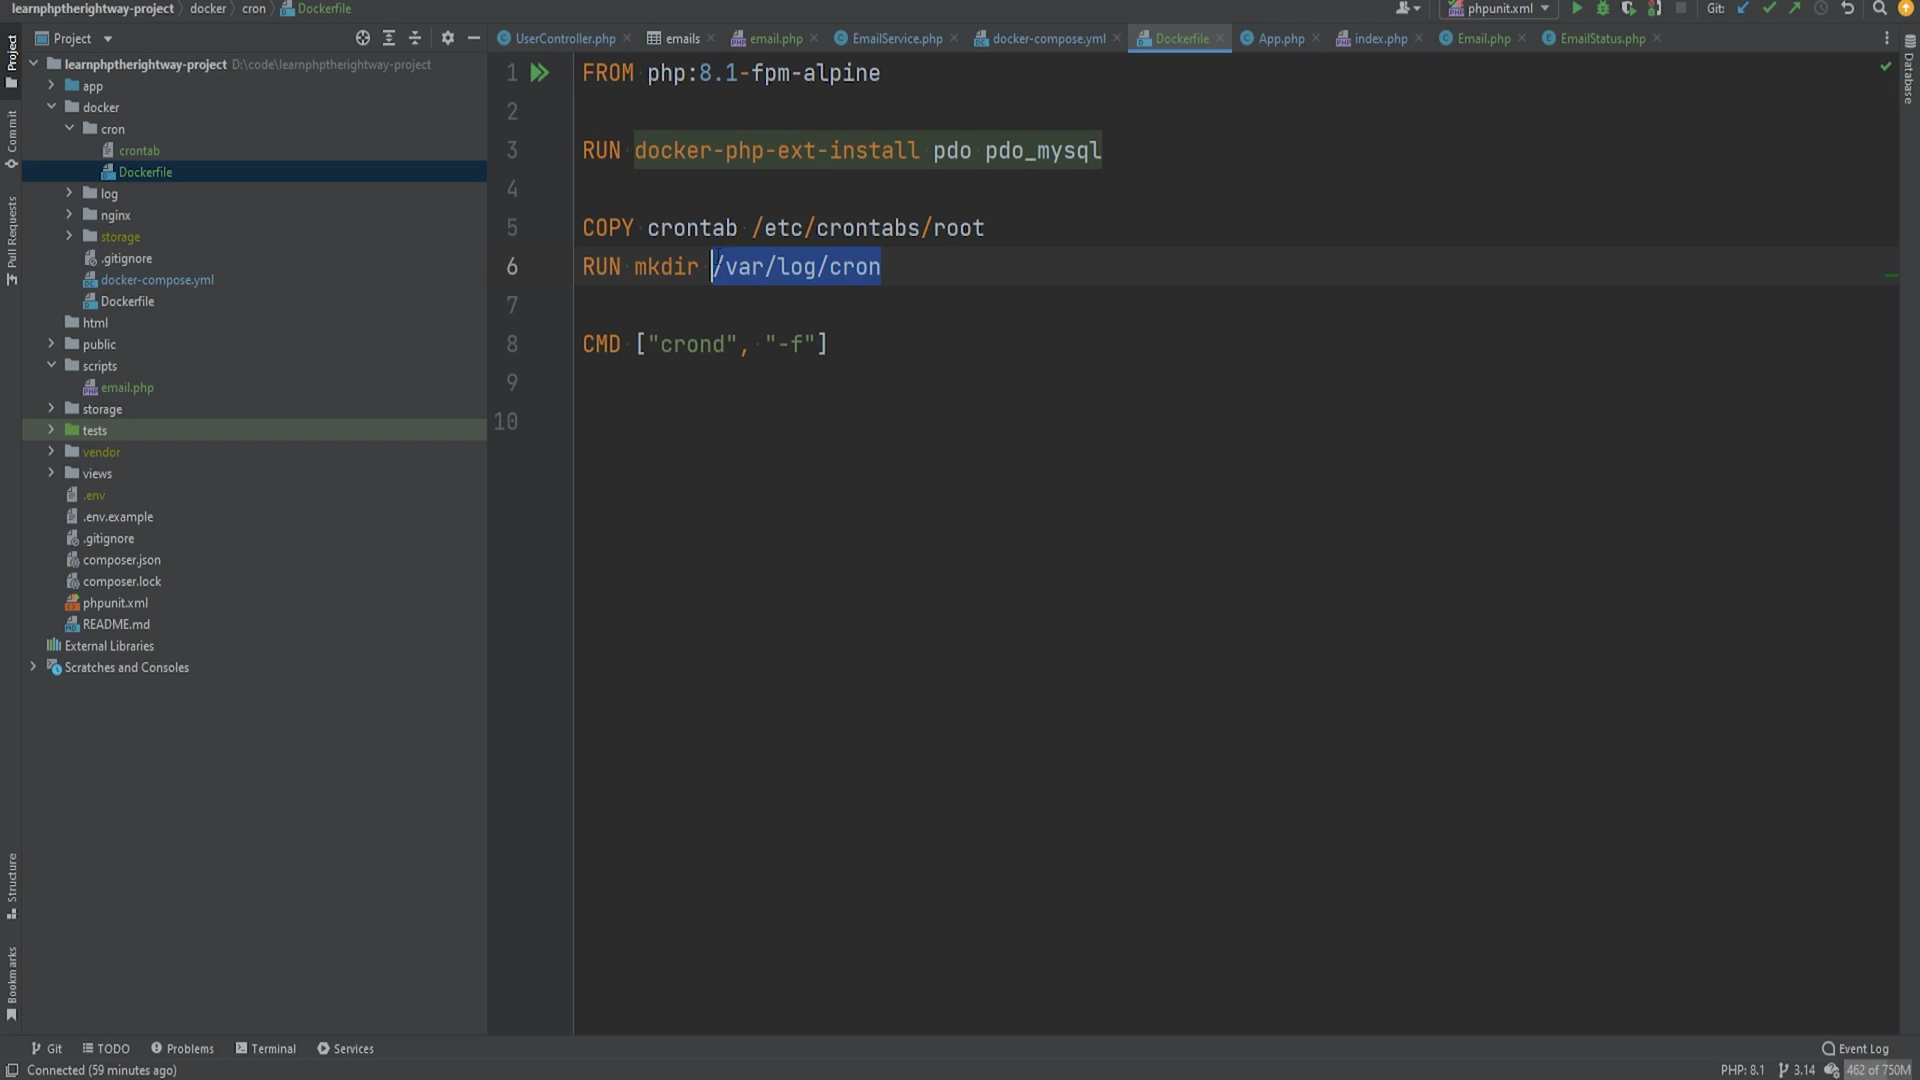 learnphptherightway-project docker cron Dockerfile
phpunit.xml
Git:
Project
UserController.php
emails
email.php
EmailService.php
docker-compose.yml
Dockerfile
App.php
index.php
Email.php
EmailStatus.php
Project
Commit
Pull Requests
Structure
Bookmarks
Database
learnphptherightway-project D:\code\learnphptherightway-project
app
docker
cron
crontab
Dockerfile
log
nginx
storage
.gitignore
docker-compose.yml
Dockerfile
html
public
scripts
email.php
storage
tests
vendor
views
.env
.env.example
.gitignore
composer.json
composer.lock
phpunit.xml
README.md
External Libraries
Scratches and Consoles
1 FROM php:8.1-fpm-alpine
2
3 RUN docker-php-ext-install pdo pdo_mysql
4
5 COPY crontab /etc/crontabs/root
6 RUN mkdir /var/log/cron
7
8 CMD ["crond", "-f"]
9
10
Git TODO Problems Terminal Services Event Log
Connected (59 minutes ago) PHP: 8.1 3.14 462 of 750M